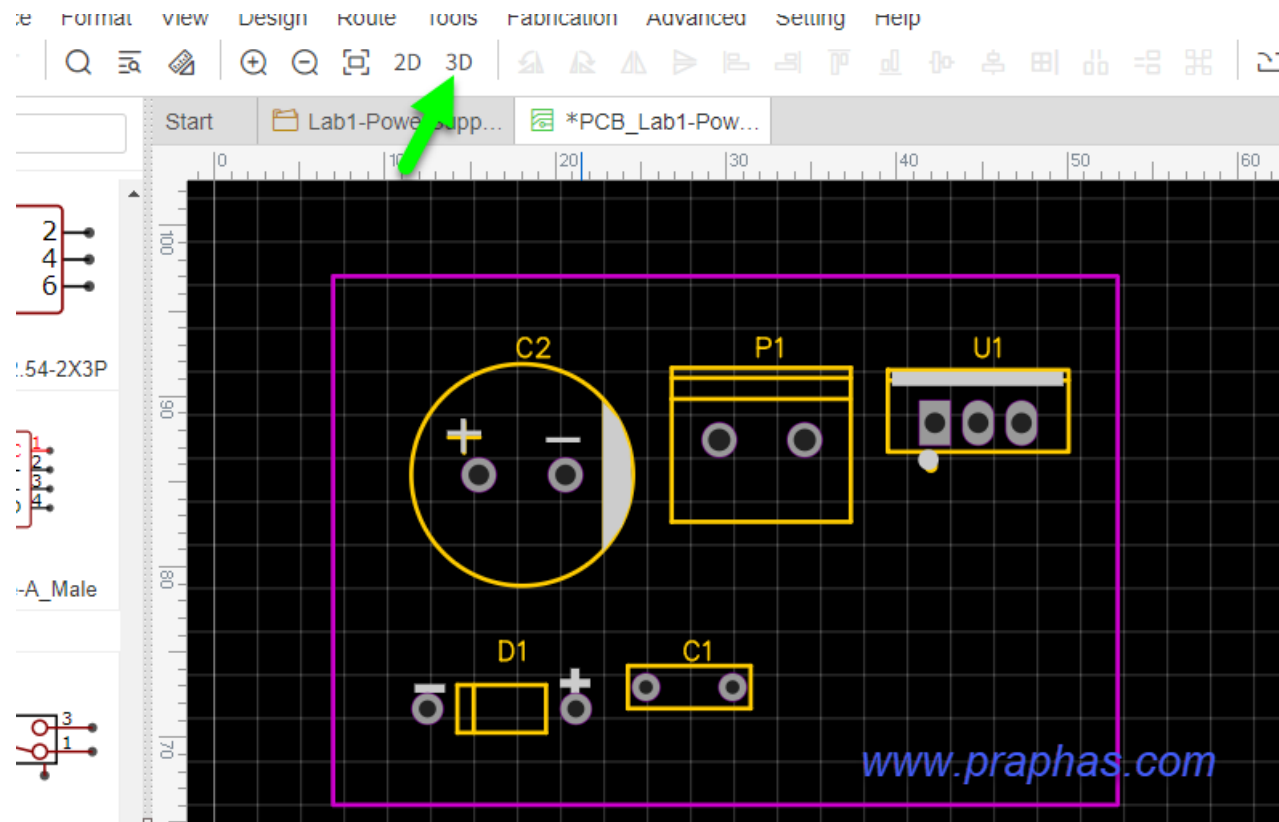 ce Format View Design Route Tools Fabrication Advanced Setting Help
2D 3D
Start Lab1-Power Supp... *PCB_Lab1-Pow...
0 10 20 30 40 50 60
100
2
4
6
C2 P1 U1
.54-2X3P
90
+ −
1
2
3
4
80
-A_Male
D1 C1
− +
3
1
70
www.praphas.com